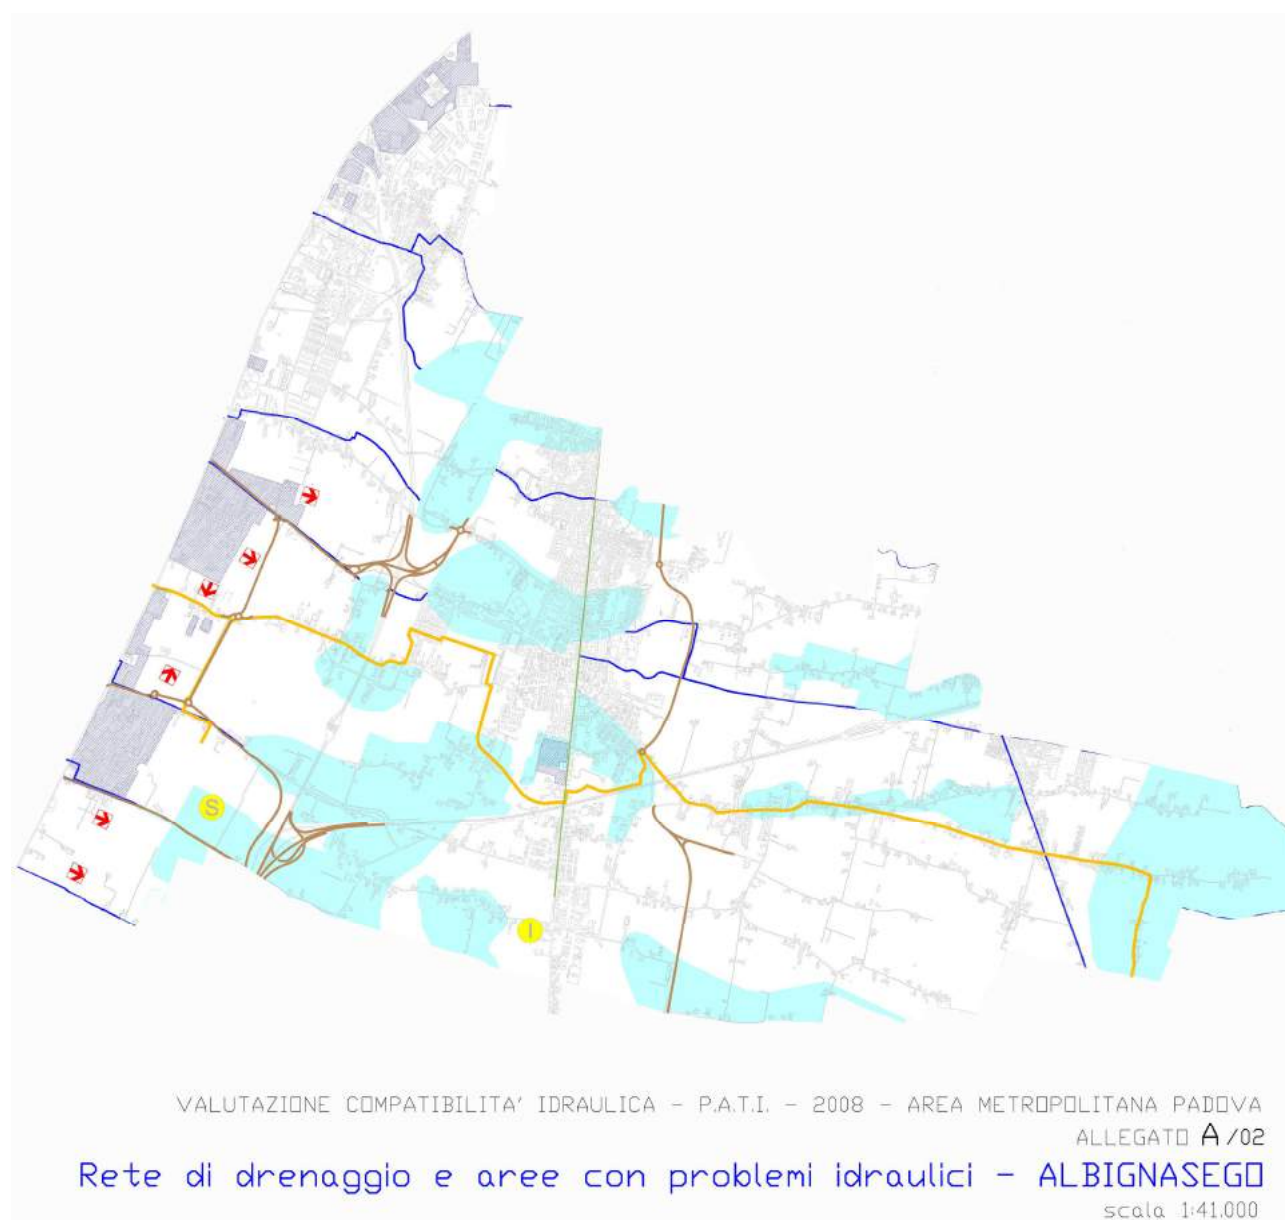 S
I
VALUTAZIONE COMPATIBILITA' IDRAULICA - P.A.T.I. - 2008 - AREA METROPOLITANA PADOVA
ALLEGATO A /02
Rete di drenaggio e aree con problemi idraulici - ALBIGNASEGO
scala 1:41.000